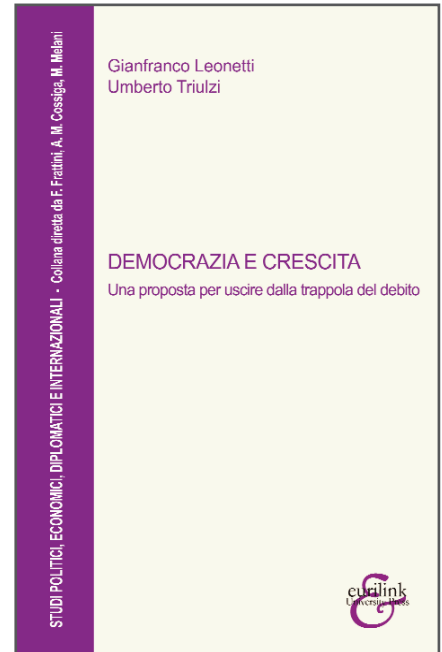 Gianfranco Leonetti
Umberto Triulzi
DEMOCRAZIA E CRESCITA
Una proposta per uscire dalla trappola del debito
STUDI POLITICI, ECONOMICI, DIPLOMATICI E INTERNAZIONALI - Collana diretta da F. Frattini, A. M. Cossiga, M. Melani
&
eurilink
University Press